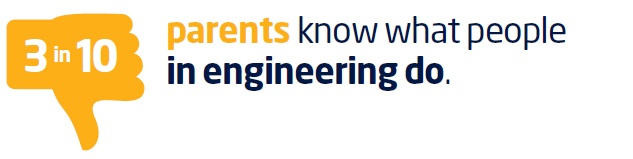 3 in 10
parents know what people
in engineering do.